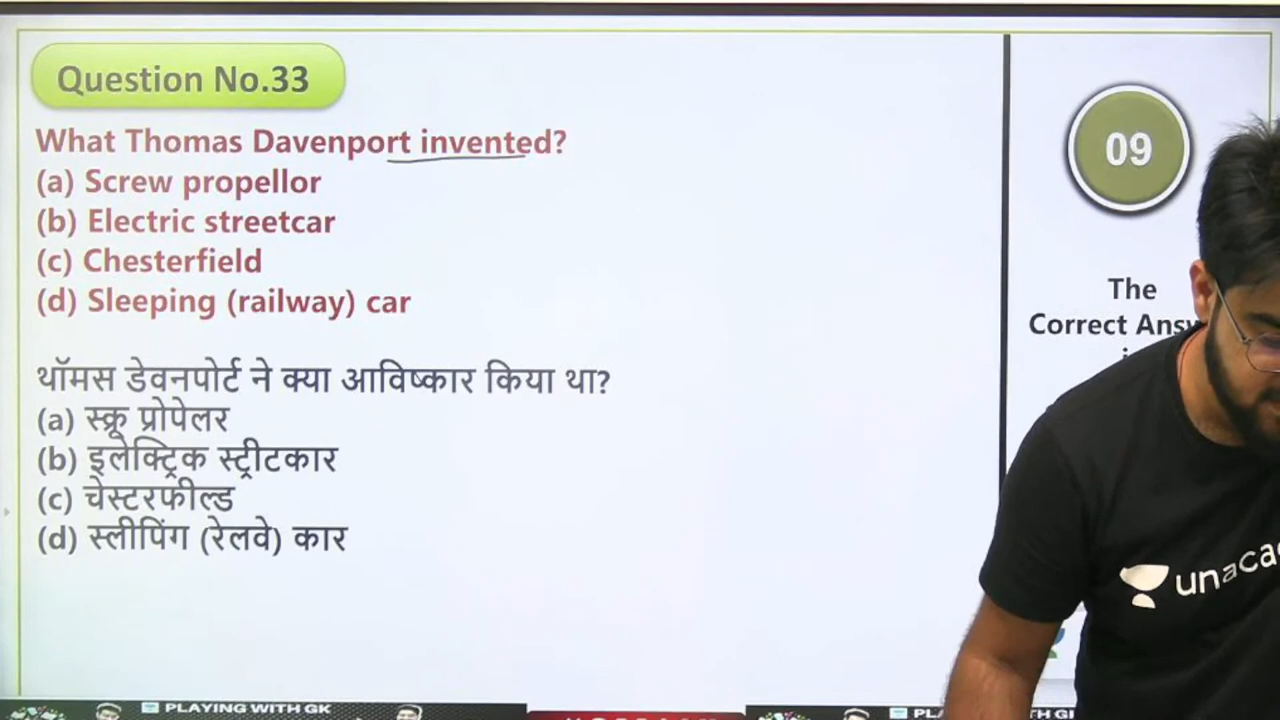 Question No.33
What Thomas Davenport invented?
(a) Screw propellor
(b) Electric streetcar
(c) Chesterfield
(d) Sleeping (railway) car
थॉमस डेवनपोर्ट ने क्या आविष्कार किया था?
(a) स्क्रू प्रोपेलर
(b) इलेक्ट्रिक स्ट्रीटकार
(c) चेस्टरफील्ड
(d) स्लीपिंग (रेलवे) कार
09
The
Correct
unaca
PLAYING WITH GK